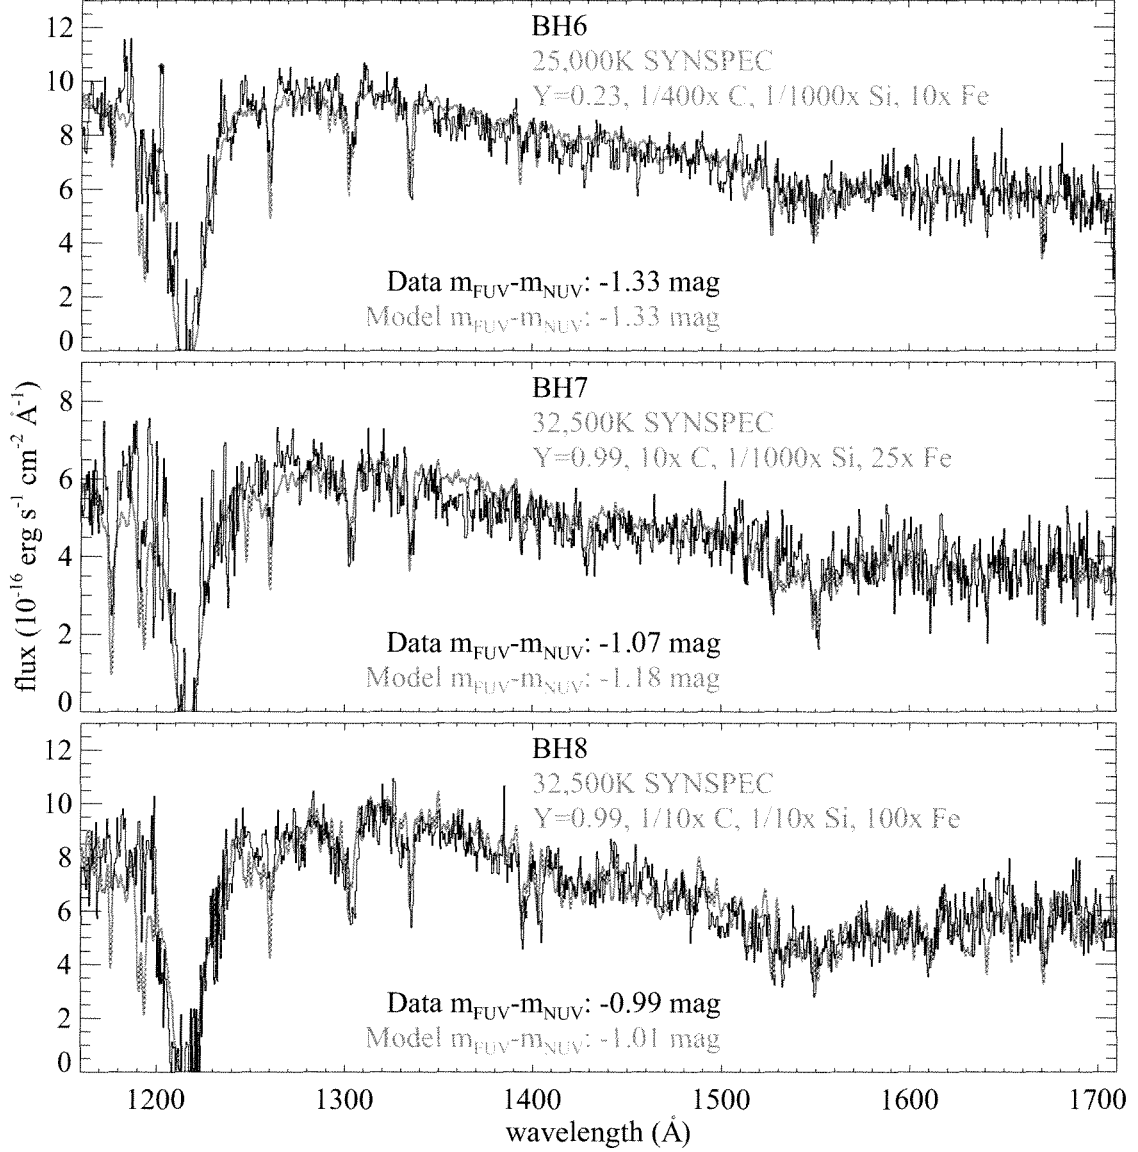 12
10
8
6
4
2
0
BH6
25,000K SYNSPEC
Y=0.23, 1/400x C, 1/1000x Si, 10x Fe
Data m_FUV-m_NUV: -1.33 mag
Model m_FUV-m_NUV: -1.33 mag
flux (10^-16 erg s^-1 cm^-2 Å^-1)
8
6
4
2
0
BH7
32,500K SYNSPEC
Y=0.99, 10x C, 1/1000x Si, 25x Fe
Data m_FUV-m_NUV: -1.07 mag
Model m_FUV-m_NUV: -1.18 mag
12
10
8
6
4
2
0
BH8
32,500K SYNSPEC
Y=0.99, 1/10x C, 1/10x Si, 100x Fe
Data m_FUV-m_NUV: -0.99 mag
Model m_FUV-m_NUV: -1.01 mag
1200 1300 1400 1500 1600 1700
wavelength (Å)